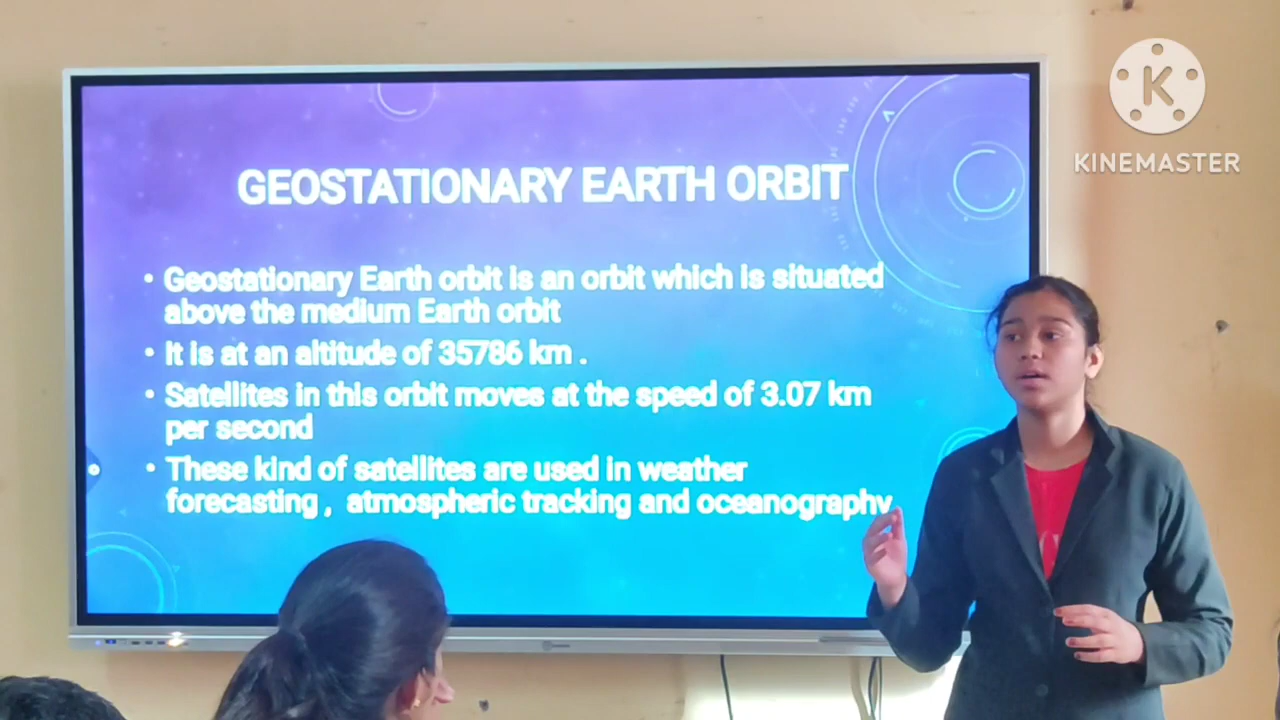 GEOSTATIONARY EARTH ORBIT
• Geostationary Earth orbit is an orbit which is situated
above the medium Earth orbit
• It is at an altitude of 35786 km .
• Satellites in this orbit moves at the speed of 3.07 km
per second
• These kind of satellites are used in weather
forecasting , atmospheric tracking and oceanography
K
KINEMASTER